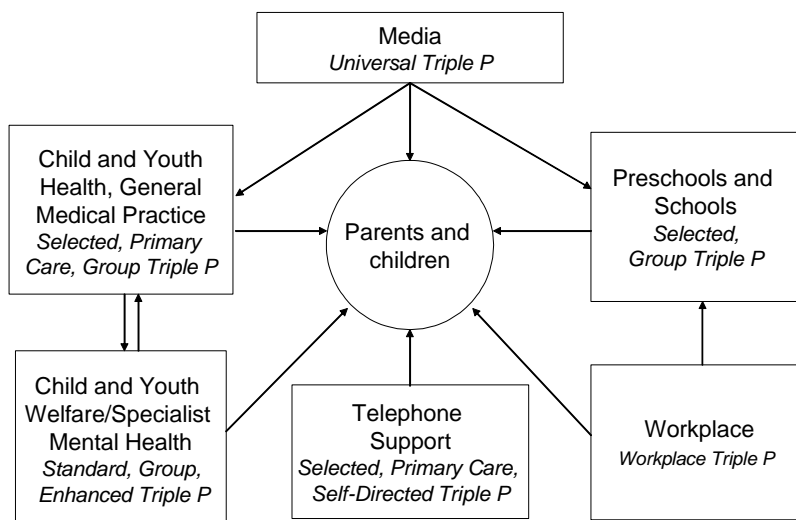 Media
Universal Triple P
Child and Youth
Health, General
Medical Practice
Selected, Primary
Care, Group Triple P
Parents and
children
Preschools and
Schools
Selected,
Group Triple P
Child and Youth
Welfare/Specialist
Mental Health
Standard, Group,
Enhanced Triple P
Telephone
Support
Selected, Primary Care,
Self-Directed Triple P
Workplace
Workplace Triple P